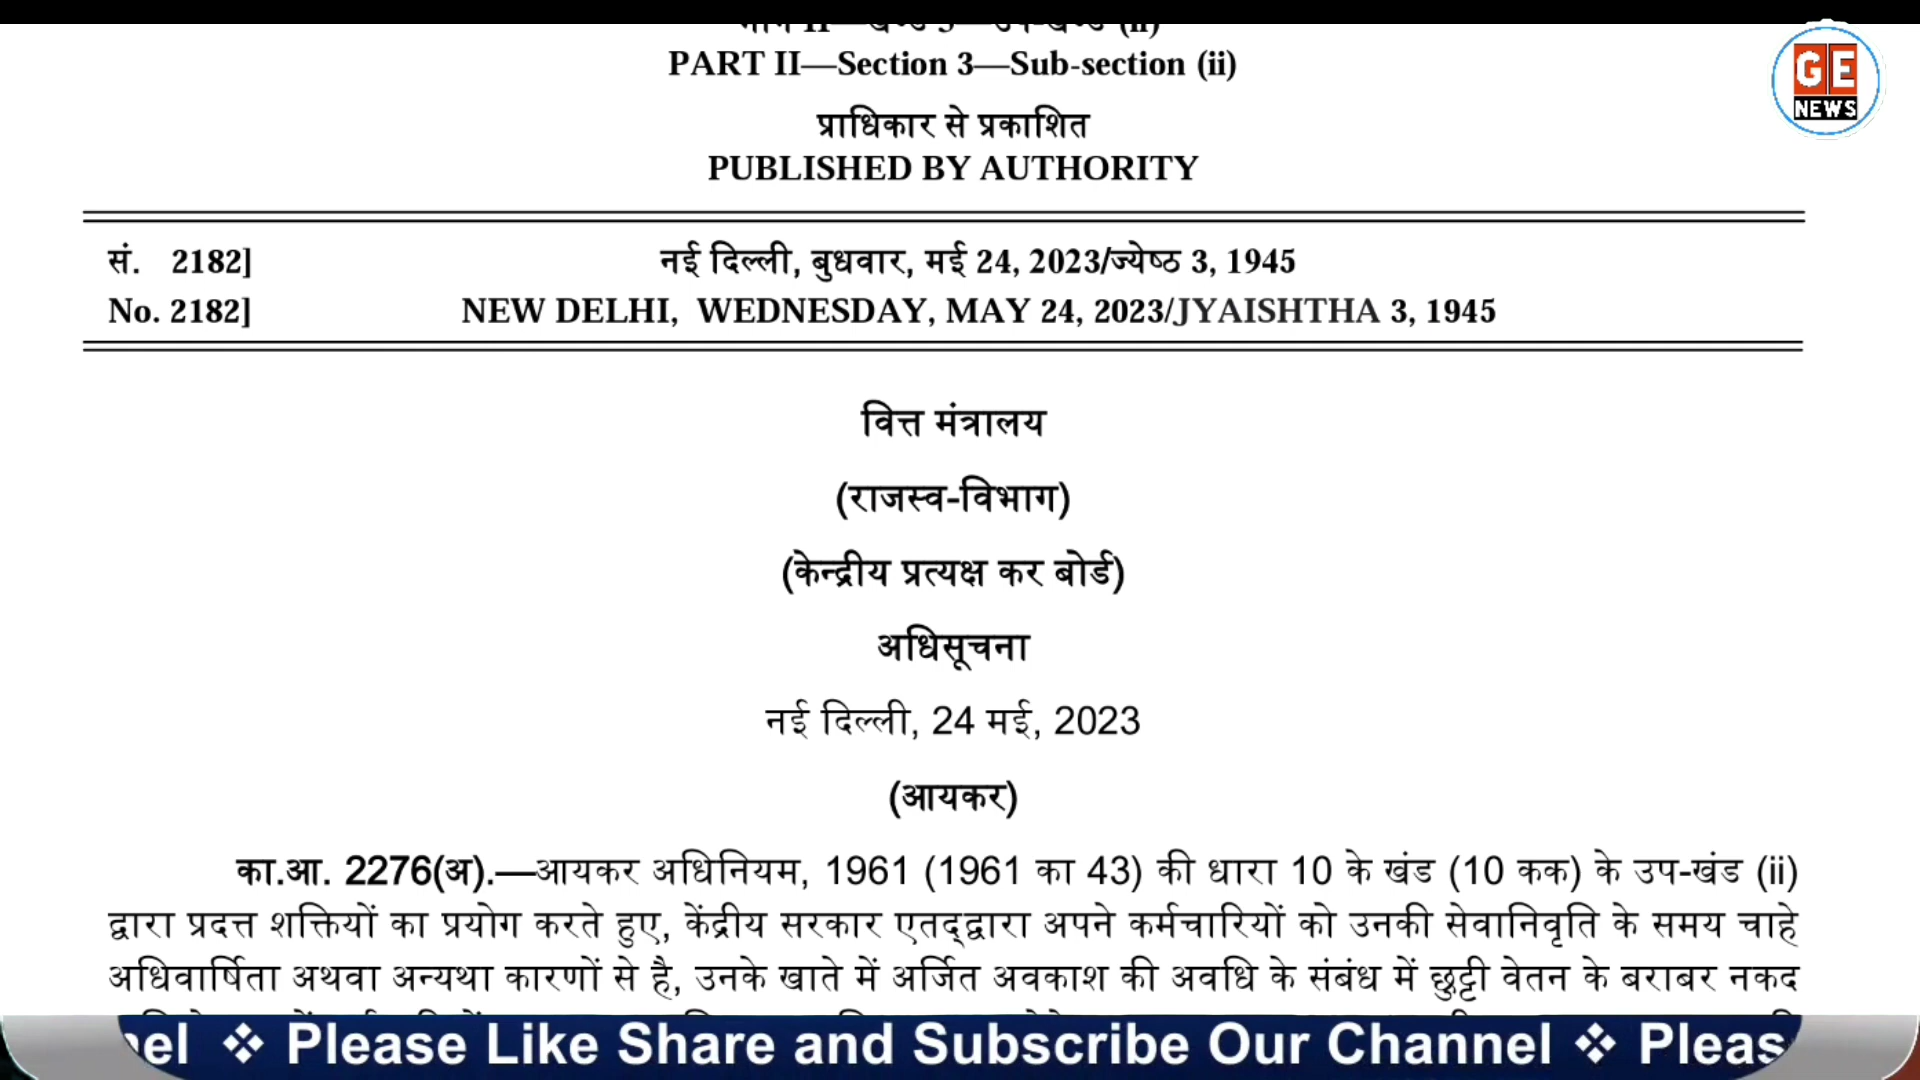 PART II—Section 3—Sub-section (ii)
GE
NEWS
प्राधिकार से प्रकाशित
PUBLISHED BY AUTHORITY
सं. 2182] नई दिल्ली, बुधवार, मई 24, 2023/ज्येष्ठ 3, 1945
No. 2182] NEW DELHI, WEDNESDAY, MAY 24, 2023/JYAISHTHA 3, 1945
वित्त मंत्रालय
(राजस्व-विभाग)
(केन्द्रीय प्रत्यक्ष कर बोर्ड)
अधिसूचना
नई दिल्ली, 24 मई, 2023
(आयकर)
का.आ. 2276(अ).—आयकर अधिनियम, 1961 (1961 का 43) की धारा 10 के खंड (10 कक) के उप-खंड (ii)
द्वारा प्रदत्त शक्तियों का प्रयोग करते हुए, केंद्रीय सरकार एतद्द्वारा अपने कर्मचारियों को उनकी सेवानिवृति के समय चाहे
अधिवार्षिता अथवा अन्यथा कारणों से है, उनके खाते में अर्जित अवकाश की अवधि के संबंध में छुट्टी वेतन के बराबर नकद
nel ❖ Please Like Share and Subscribe Our Channel ❖ Pleas